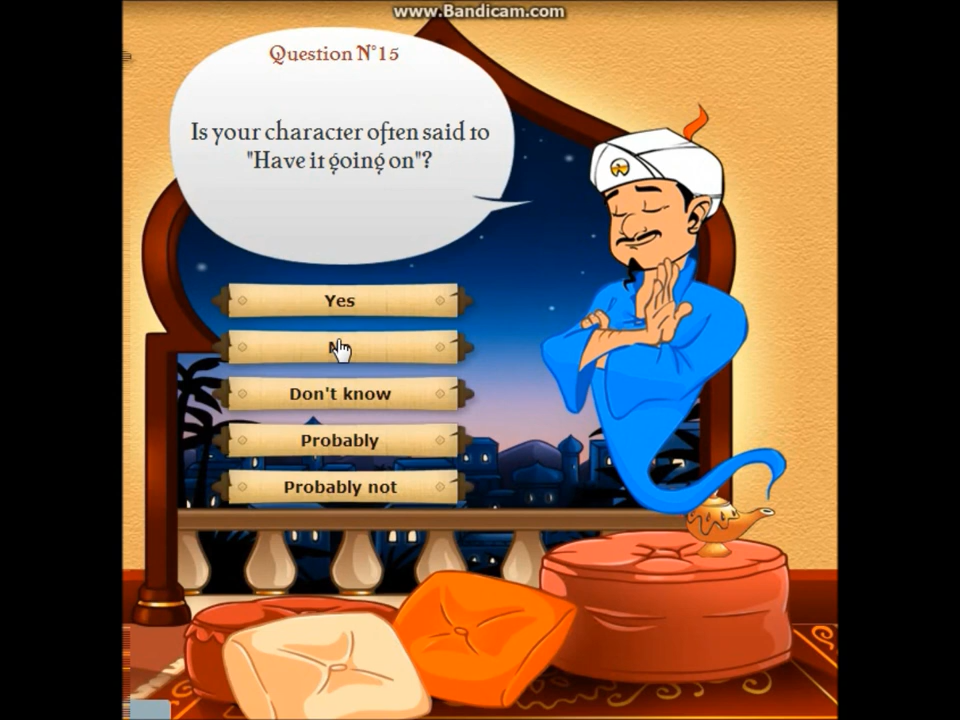 www.Bandicam.com
Question N°15
Is your character often said to
"Have it going on"?
Yes
Don't know
Probably
Probably not